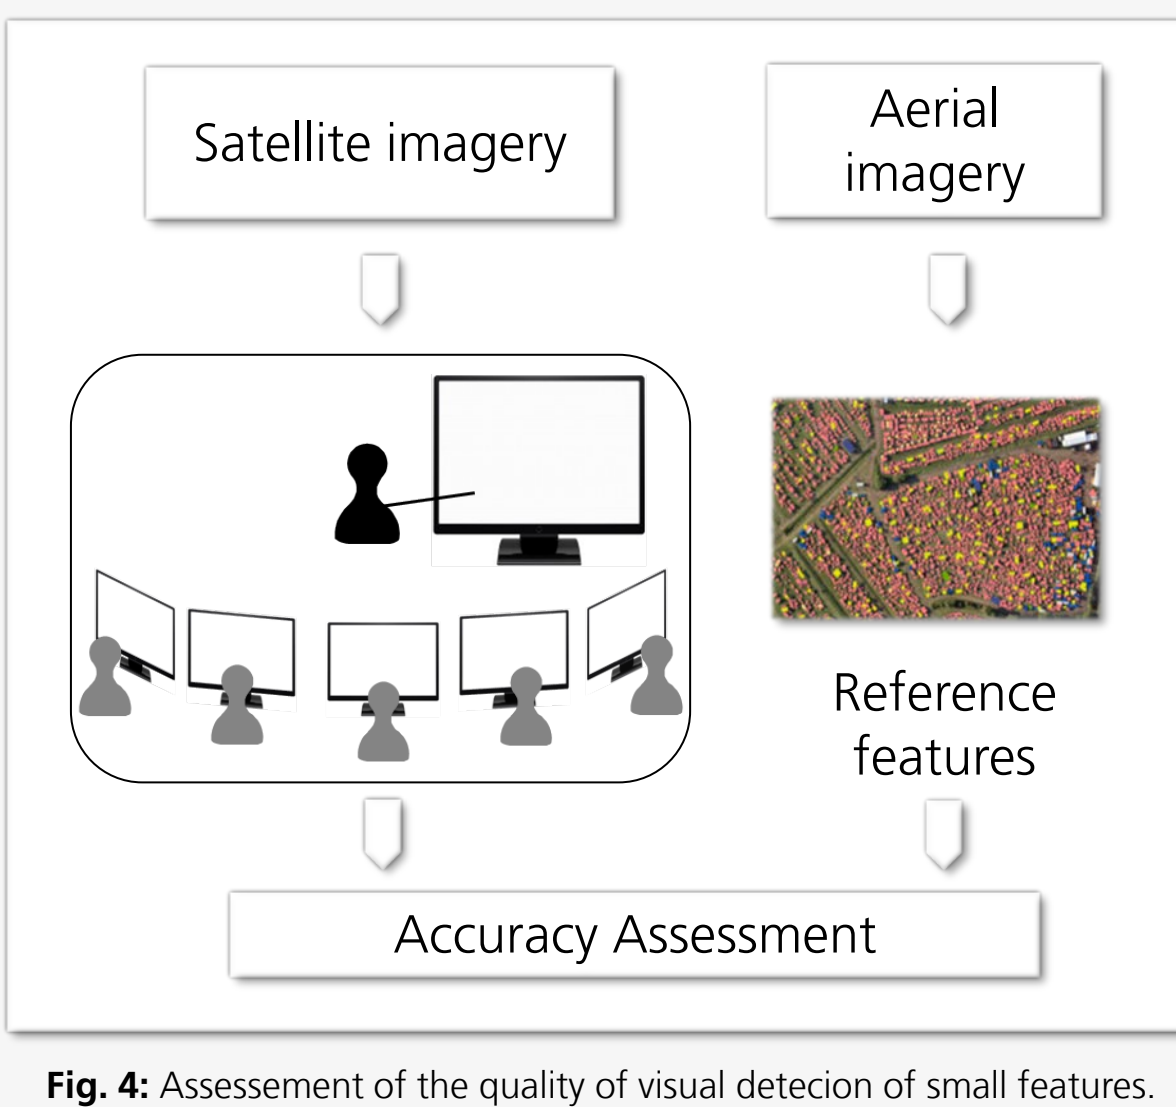 Satellite imagery
Aerial
imagery
Reference
features
Accuracy Assessment
Fig. 4: Assessement of the quality of visual detecion of small features.